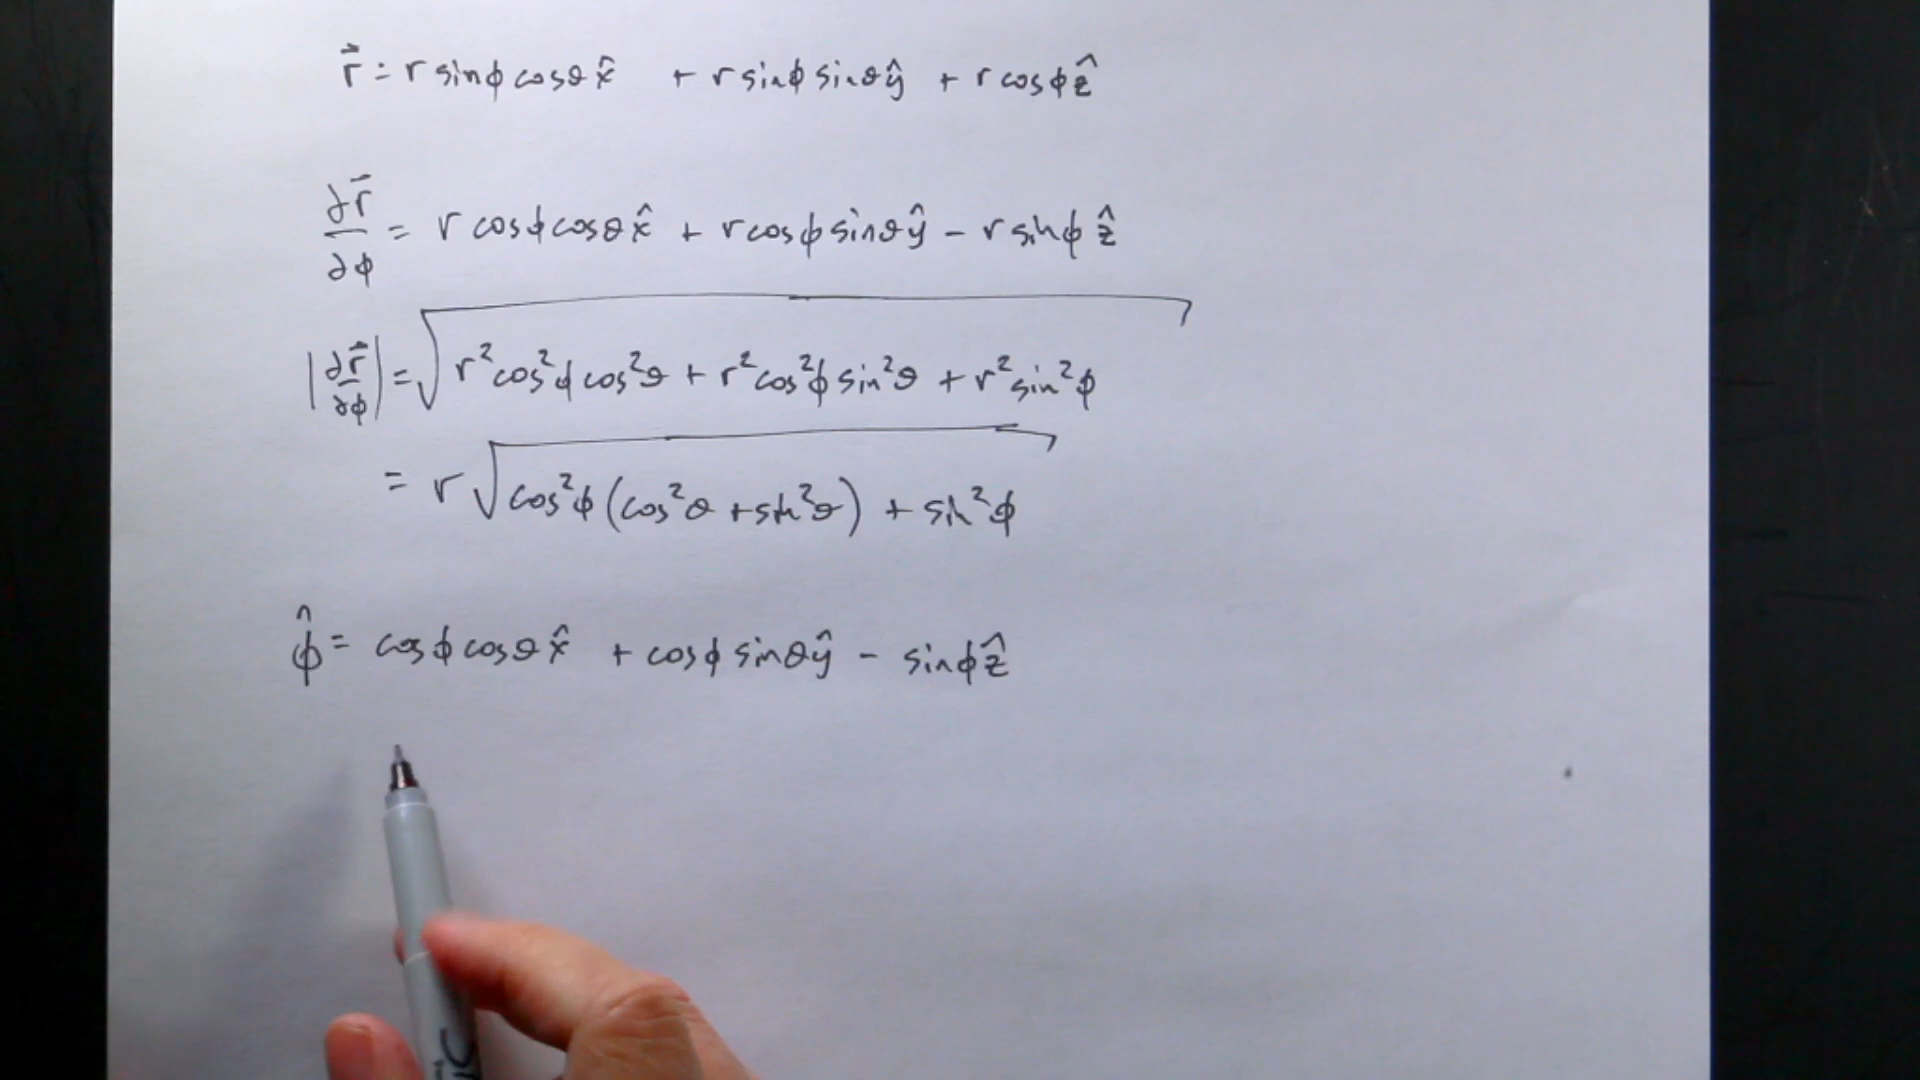 r⃗ = r sinϕ cosθ x̂ + r sinϕ sinθ ŷ + r cosϕ ẑ
∂r⃗/∂ϕ = r cosϕ cosθ x̂ + r cosϕ sinθ ŷ − r sinϕ ẑ
|∂r⃗/∂ϕ| = √(r² cos²ϕ cos²θ + r² cos²ϕ sin²θ + r² sin²ϕ)
= r √(cos²ϕ (cos²θ + sin²θ) + sin²ϕ)
ϕ̂ = cosϕ cosθ x̂ + cosϕ sinθ ŷ − sinϕ ẑ